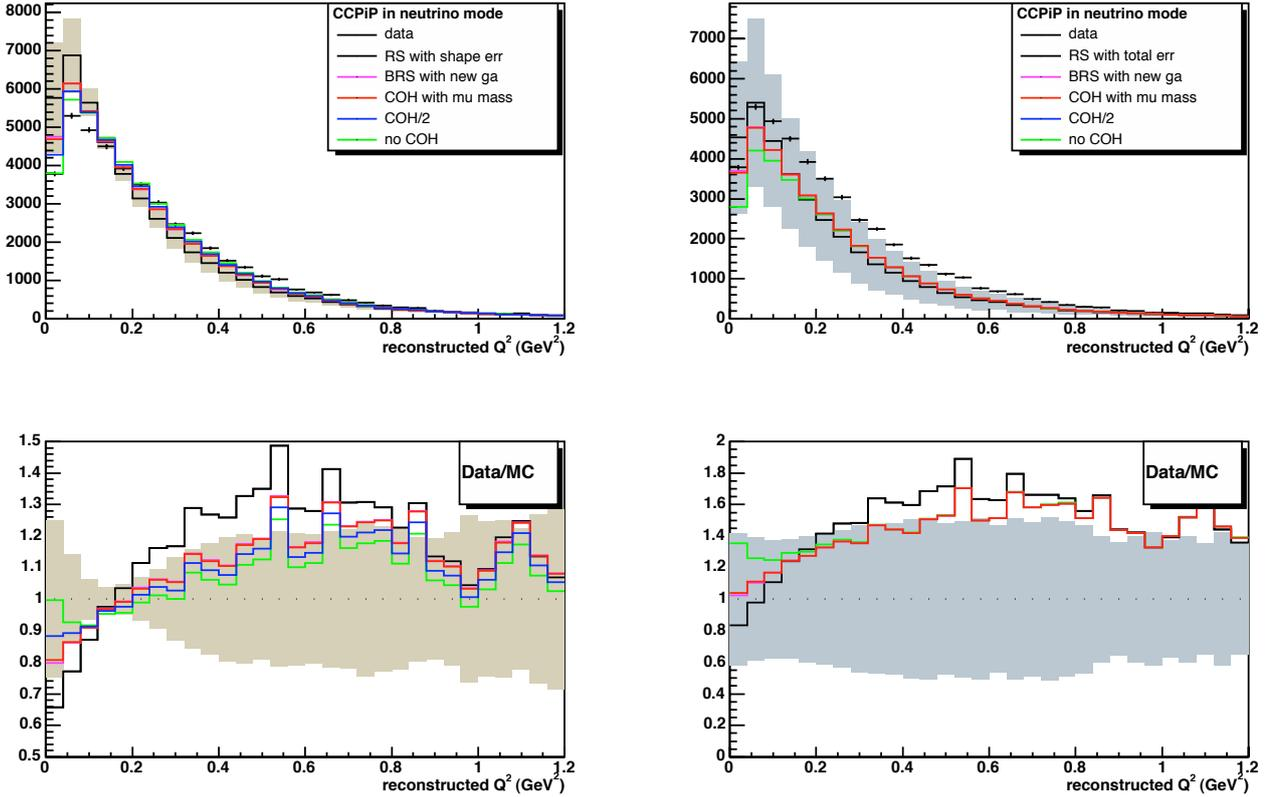 CCPiP in neutrino mode
data
RS with shape err
BRS with new ga
COH with mu mass
COH/2
no COH
8000
7000
6000
5000
4000
3000
2000
1000
0
0 0.2 0.4 0.6 0.8 1 1.2
reconstructed Q² (GeV²)
CCPiP in neutrino mode
data
RS with total err
BRS with new ga
COH with mu mass
COH/2
no COH
7000
6000
5000
4000
3000
2000
1000
0
0 0.2 0.4 0.6 0.8 1 1.2
reconstructed Q² (GeV²)
Data/MC
1.5
1.4
1.3
1.2
1.1
1
0.9
0.8
0.7
0.6
0.5
0 0.2 0.4 0.6 0.8 1 1.2
reconstructed Q² (GeV²)
Data/MC
2
1.8
1.6
1.4
1.2
1
0.8
0.6
0.4
0.2
0
0 0.2 0.4 0.6 0.8 1 1.2
reconstructed Q² (GeV²)